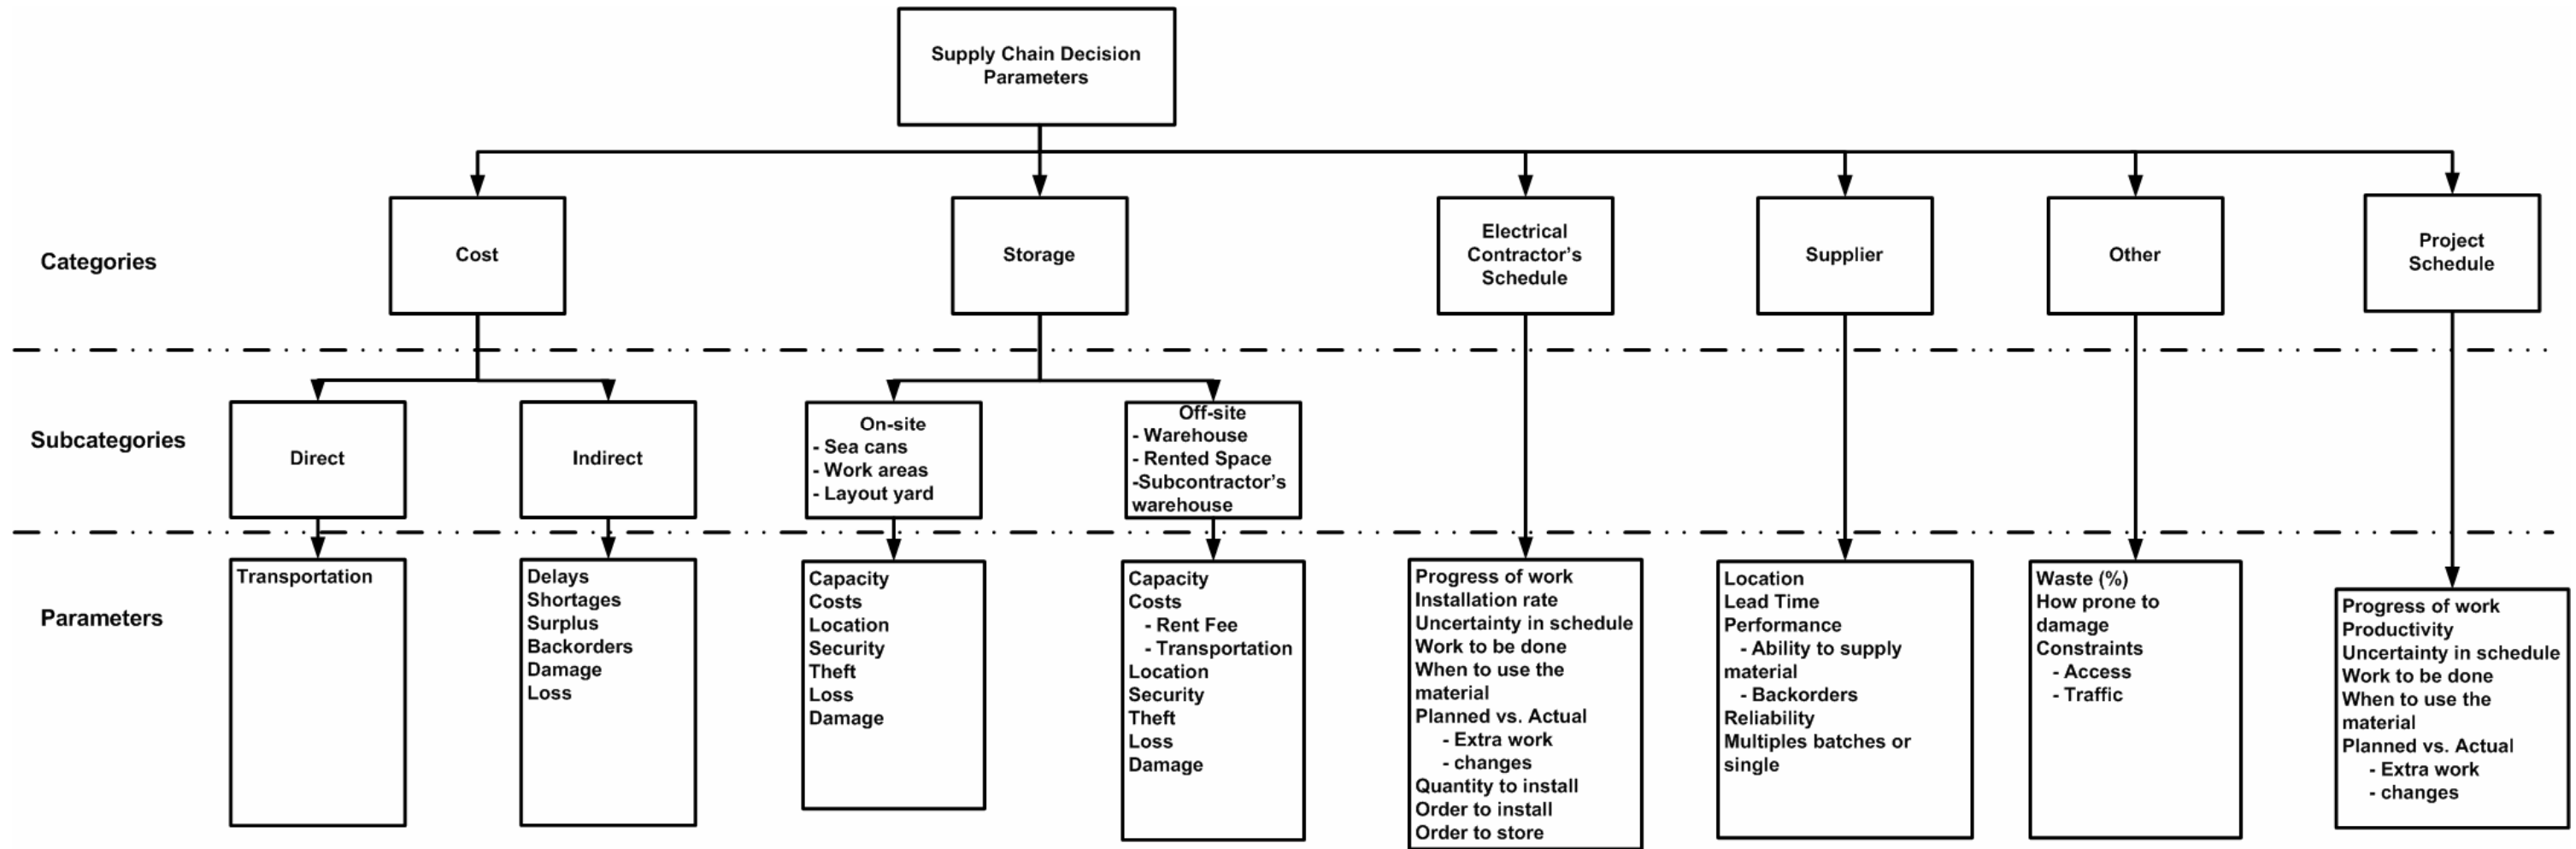 Supply Chain Decision
Parameters
Categories
Cost
Storage
Electrical
Contractor's
Schedule
Supplier
Other
Project
Schedule
Subcategories
Direct
Indirect
On-site
- Sea cans
- Work areas
- Layout yard
Off-site
- Warehouse
- Rented Space
-Subcontractor's
warehouse
Parameters
Transportation
Delays
Shortages
Surplus
Backorders
Damage
Loss
Capacity
Costs
Location
Security
Theft
Loss
Damage
Capacity
Costs
- Rent Fee
- Transportation
Location
Security
Theft
Loss
Damage
Progress of work
Installation rate
Uncertainty in schedule
Work to be done
When to use the
material
Planned vs. Actual
- Extra work
- changes
Quantity to install
Order to install
Order to store
Location
Lead Time
Performance
- Ability to supply
material
- Backorders
Reliability
Multiples batches or
single
Waste (%)
How prone to
damage
Constraints
- Access
- Traffic
Progress of work
Productivity
Uncertainty in schedule
Work to be done
When to use the
material
Planned vs. Actual
- Extra work
- changes